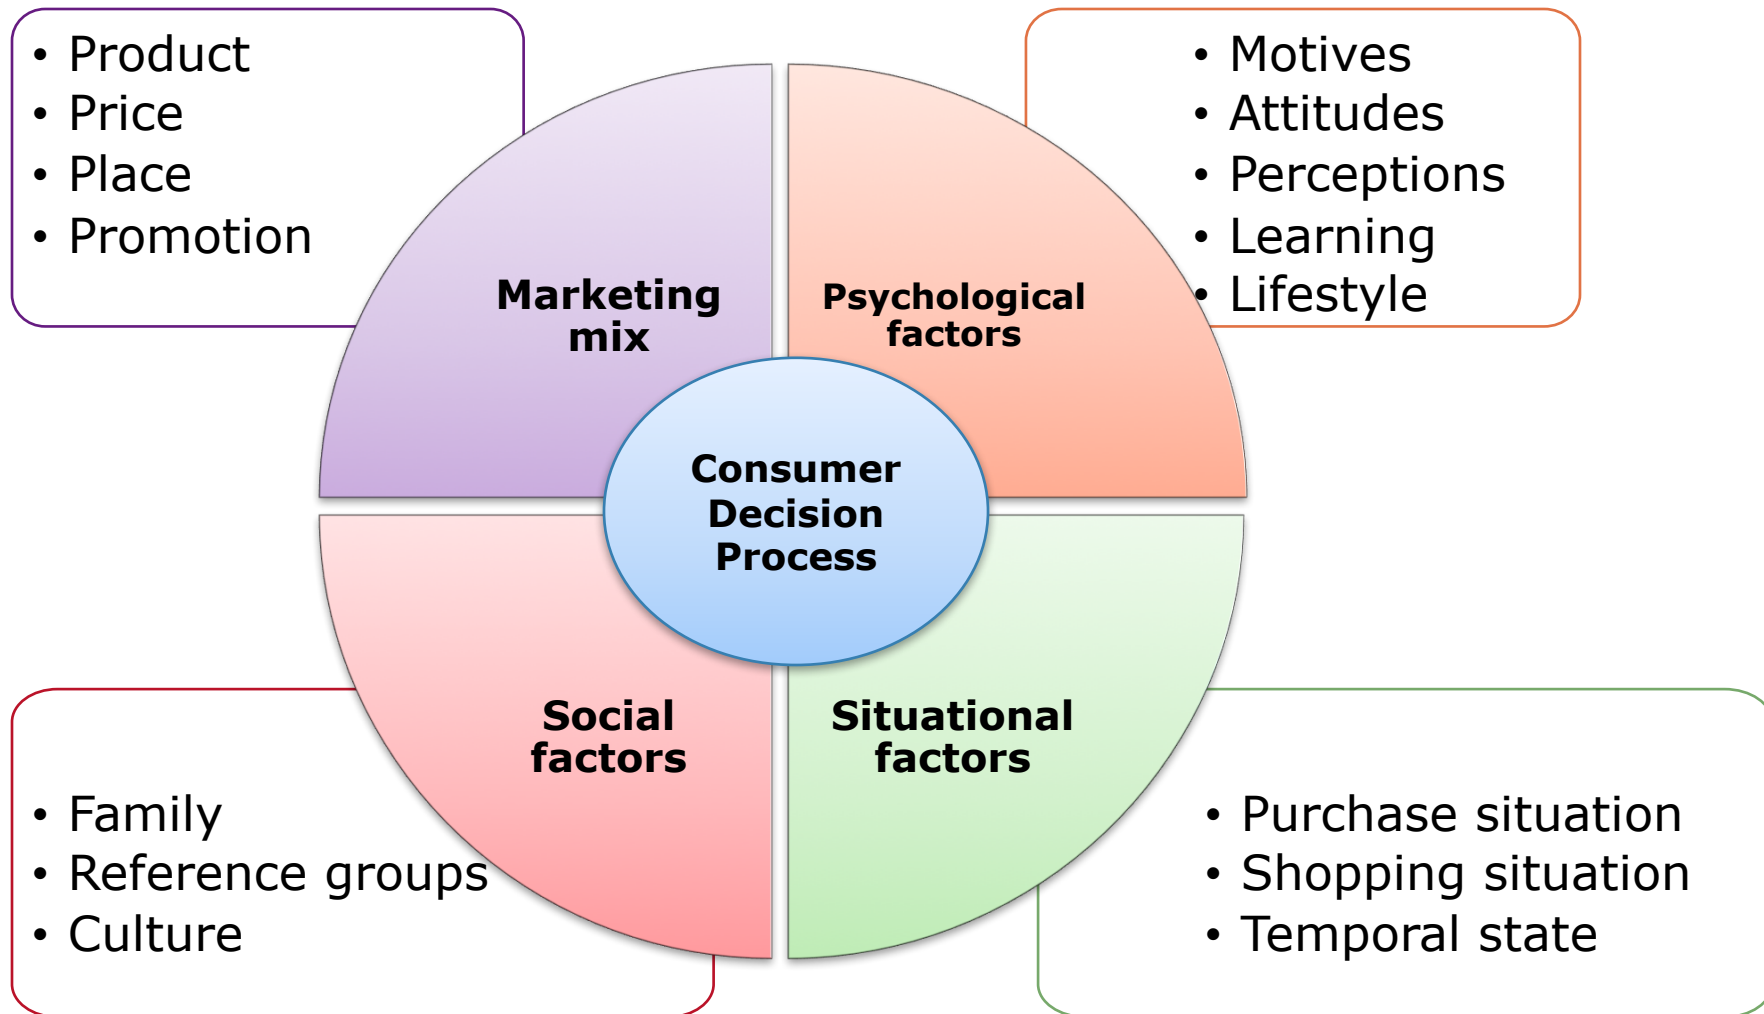 • Product
• Price
• Place
• Promotion
• Motives
• Attitudes
• Perceptions
• Learning
• Lifestyle
Marketing
mix
Psychological
factors
Consumer
Decision
Process
Social
factors
Situational
factors
• Family
• Reference groups
• Culture
• Purchase situation
• Shopping situation
• Temporal state